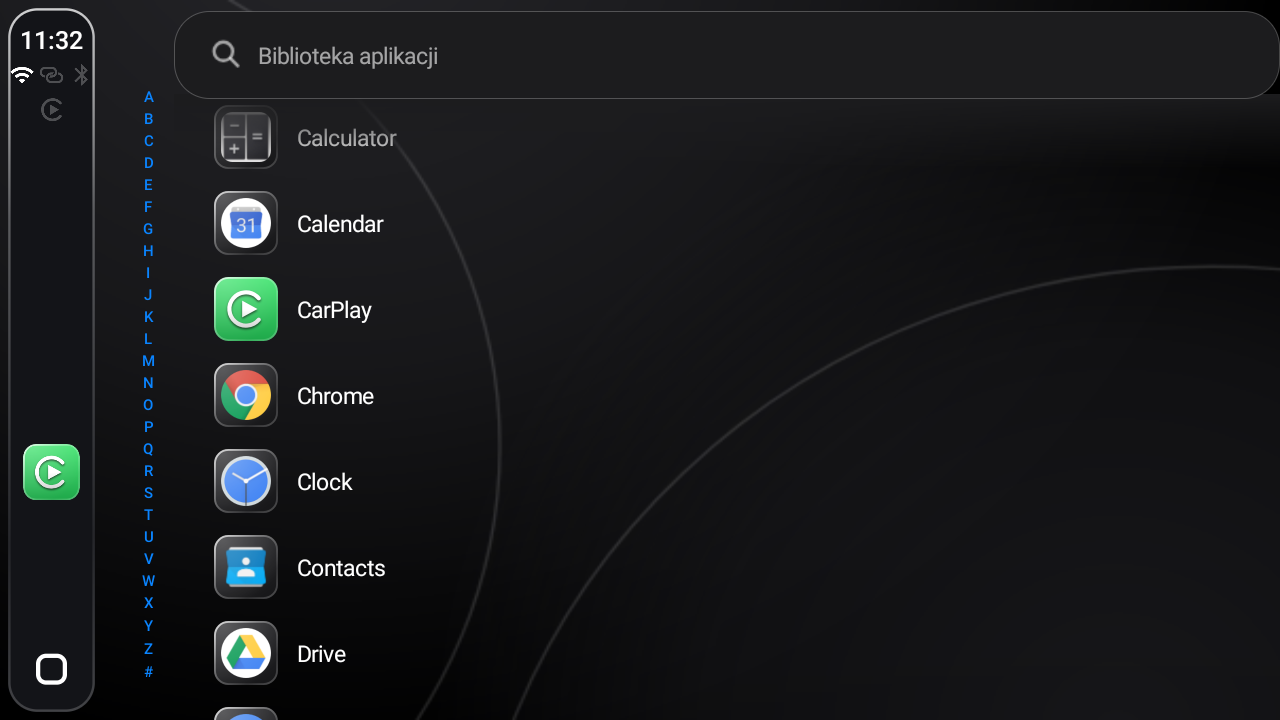 11:32
Biblioteka aplikacji
A
B
C
D
E
F
G
H
I
J
K
L
M
N
O
P
Q
R
S
T
U
V
W
X
Y
Z
#
Calculator
31
Calendar
CarPlay
Chrome
Clock
Contacts
Drive